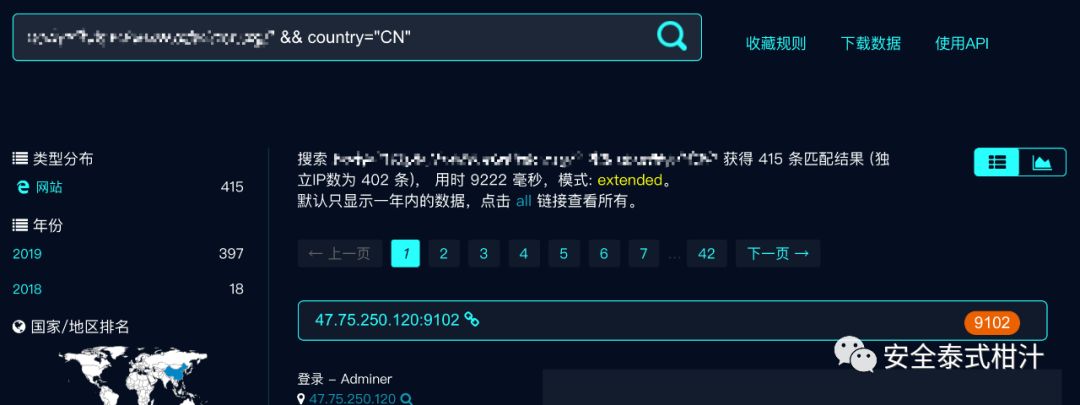 && country="CN"
收藏规则
下载数据
使用API
类型分布
网站 415
年份
2019 397
2018 18
国家/地区排名
搜索 获得 415 条匹配结果 (独
立IP数为 402 条)， 用时 9222 毫秒，模式: extended。
默认只显示一年内的数据，点击 all 链接查看所有。
← 上一页 1 2 3 4 5 6 7 ... 42 下一页 →
47.75.250.120:9102 9102
登录 - Adminer
47.75.250.120
安全泰式柑汁